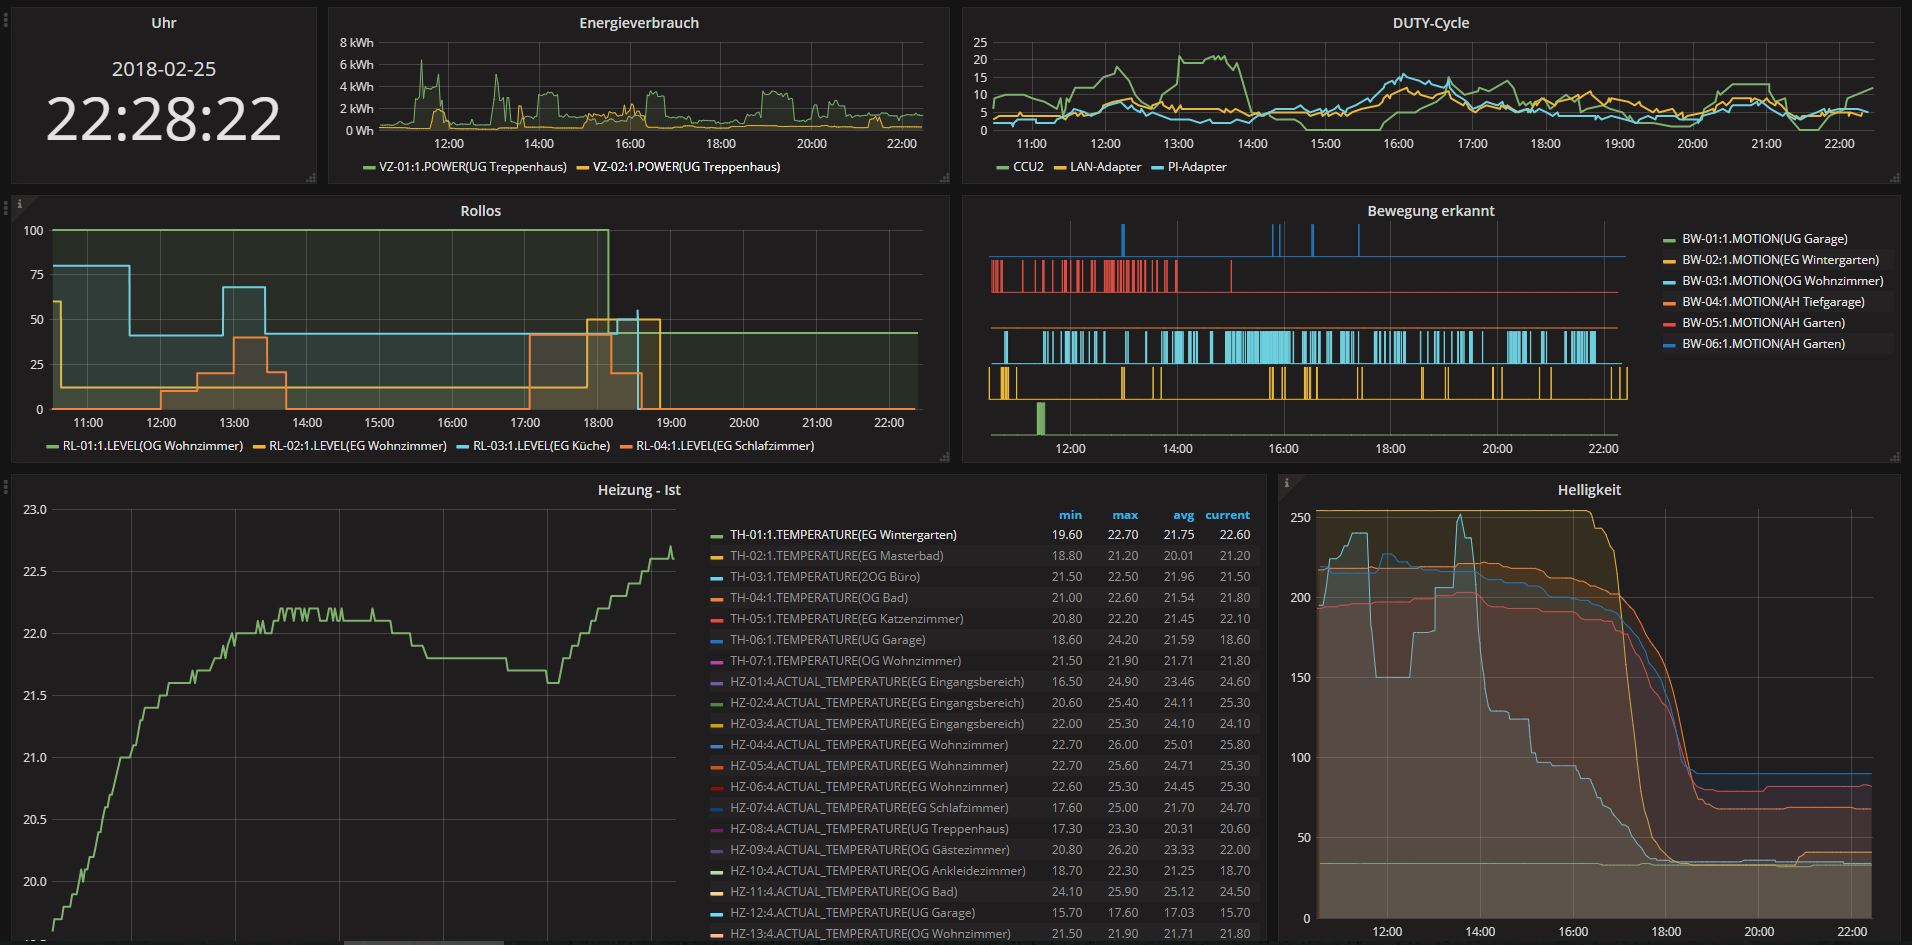 Uhr
2018-02-25
22:28:22
Energieverbrauch
8 kWh
6 kWh
4 kWh
2 kWh
0 Wh
12:00 14:00 16:00 18:00 20:00 22:00
VZ-01:1.POWER(UG Treppenhaus) VZ-02:1.POWER(UG Treppenhaus)
DUTY-Cycle
25
20
15
10
5
0
11:00 12:00 13:00 14:00 15:00 16:00 17:00 18:00 19:00 20:00 21:00 22:00
CCU2 LAN-Adapter PI-Adapter
i
Rollos
100
75
50
25
0
11:00 12:00 13:00 14:00 15:00 16:00 17:00 18:00 19:00 20:00 21:00 22:00
RL-01:1.LEVEL(OG Wohnzimmer) RL-02:1.LEVEL(EG Wohnzimmer) RL-03:1.LEVEL(EG Küche) RL-04:1.LEVEL(EG Schlafzimmer)
Bewegung erkannt
12:00 14:00 16:00 18:00 20:00 22:00
BW-01:1.MOTION(UG Garage)
BW-02:1.MOTION(EG Wintergarten)
BW-03:1.MOTION(OG Wohnzimmer)
BW-04:1.MOTION(AH Tiefgarage)
BW-05:1.MOTION(AH Garten)
BW-06:1.MOTION(AH Garten)
Heizung - Ist
23.0
22.5
22.0
21.5
21.0
20.5
20.0
min max avg current
TH-01:1.TEMPERATURE(EG Wintergarten) 19.60 22.70 21.75 22.60
TH-02:1.TEMPERATURE(EG Masterbad) 18.80 21.20 20.01 21.20
TH-03:1.TEMPERATURE(2OG Büro) 21.50 22.50 21.96 21.50
TH-04:1.TEMPERATURE(OG Bad) 21.00 22.60 21.54 21.80
TH-05:1.TEMPERATURE(EG Katzenzimmer) 20.80 22.20 21.45 22.10
TH-06:1.TEMPERATURE(UG Garage) 18.60 24.20 21.59 18.60
TH-07:1.TEMPERATURE(OG Wohnzimmer) 21.50 21.90 21.71 21.80
HZ-01:4.ACTUAL_TEMPERATURE(EG Eingangsbereich) 16.50 24.90 23.46 24.60
HZ-02:4.ACTUAL_TEMPERATURE(EG Eingangsbereich) 20.60 25.40 24.11 25.30
HZ-03:4.ACTUAL_TEMPERATURE(EG Eingangsbereich) 22.00 25.30 24.10 24.10
HZ-04:4.ACTUAL_TEMPERATURE(EG Wohnzimmer) 22.70 26.00 25.01 25.80
HZ-05:4.ACTUAL_TEMPERATURE(EG Wohnzimmer) 22.70 25.60 24.71 25.30
HZ-06:4.ACTUAL_TEMPERATURE(EG Wohnzimmer) 22.60 25.30 24.45 25.30
HZ-07:4.ACTUAL_TEMPERATURE(EG Schlafzimmer) 17.60 25.00 21.70 24.70
HZ-08:4.ACTUAL_TEMPERATURE(UG Treppenhaus) 17.30 23.30 20.31 20.60
HZ-09:4.ACTUAL_TEMPERATURE(OG Gästezimmer) 20.80 26.20 23.33 22.00
HZ-10:4.ACTUAL_TEMPERATURE(OG Ankleidezimmer) 18.70 22.30 21.25 18.70
HZ-11:4.ACTUAL_TEMPERATURE(OG Bad) 24.10 25.90 25.12 24.50
HZ-12:4.ACTUAL_TEMPERATURE(UG Garage) 15.70 17.60 17.03 15.70
HZ-13:4.ACTUAL_TEMPERATURE(OG Wohnzimmer) 21.50 21.90 21.71 21.80
i
Helligkeit
250
200
150
100
50
0
12:00 14:00 16:00 18:00 20:00 22:00